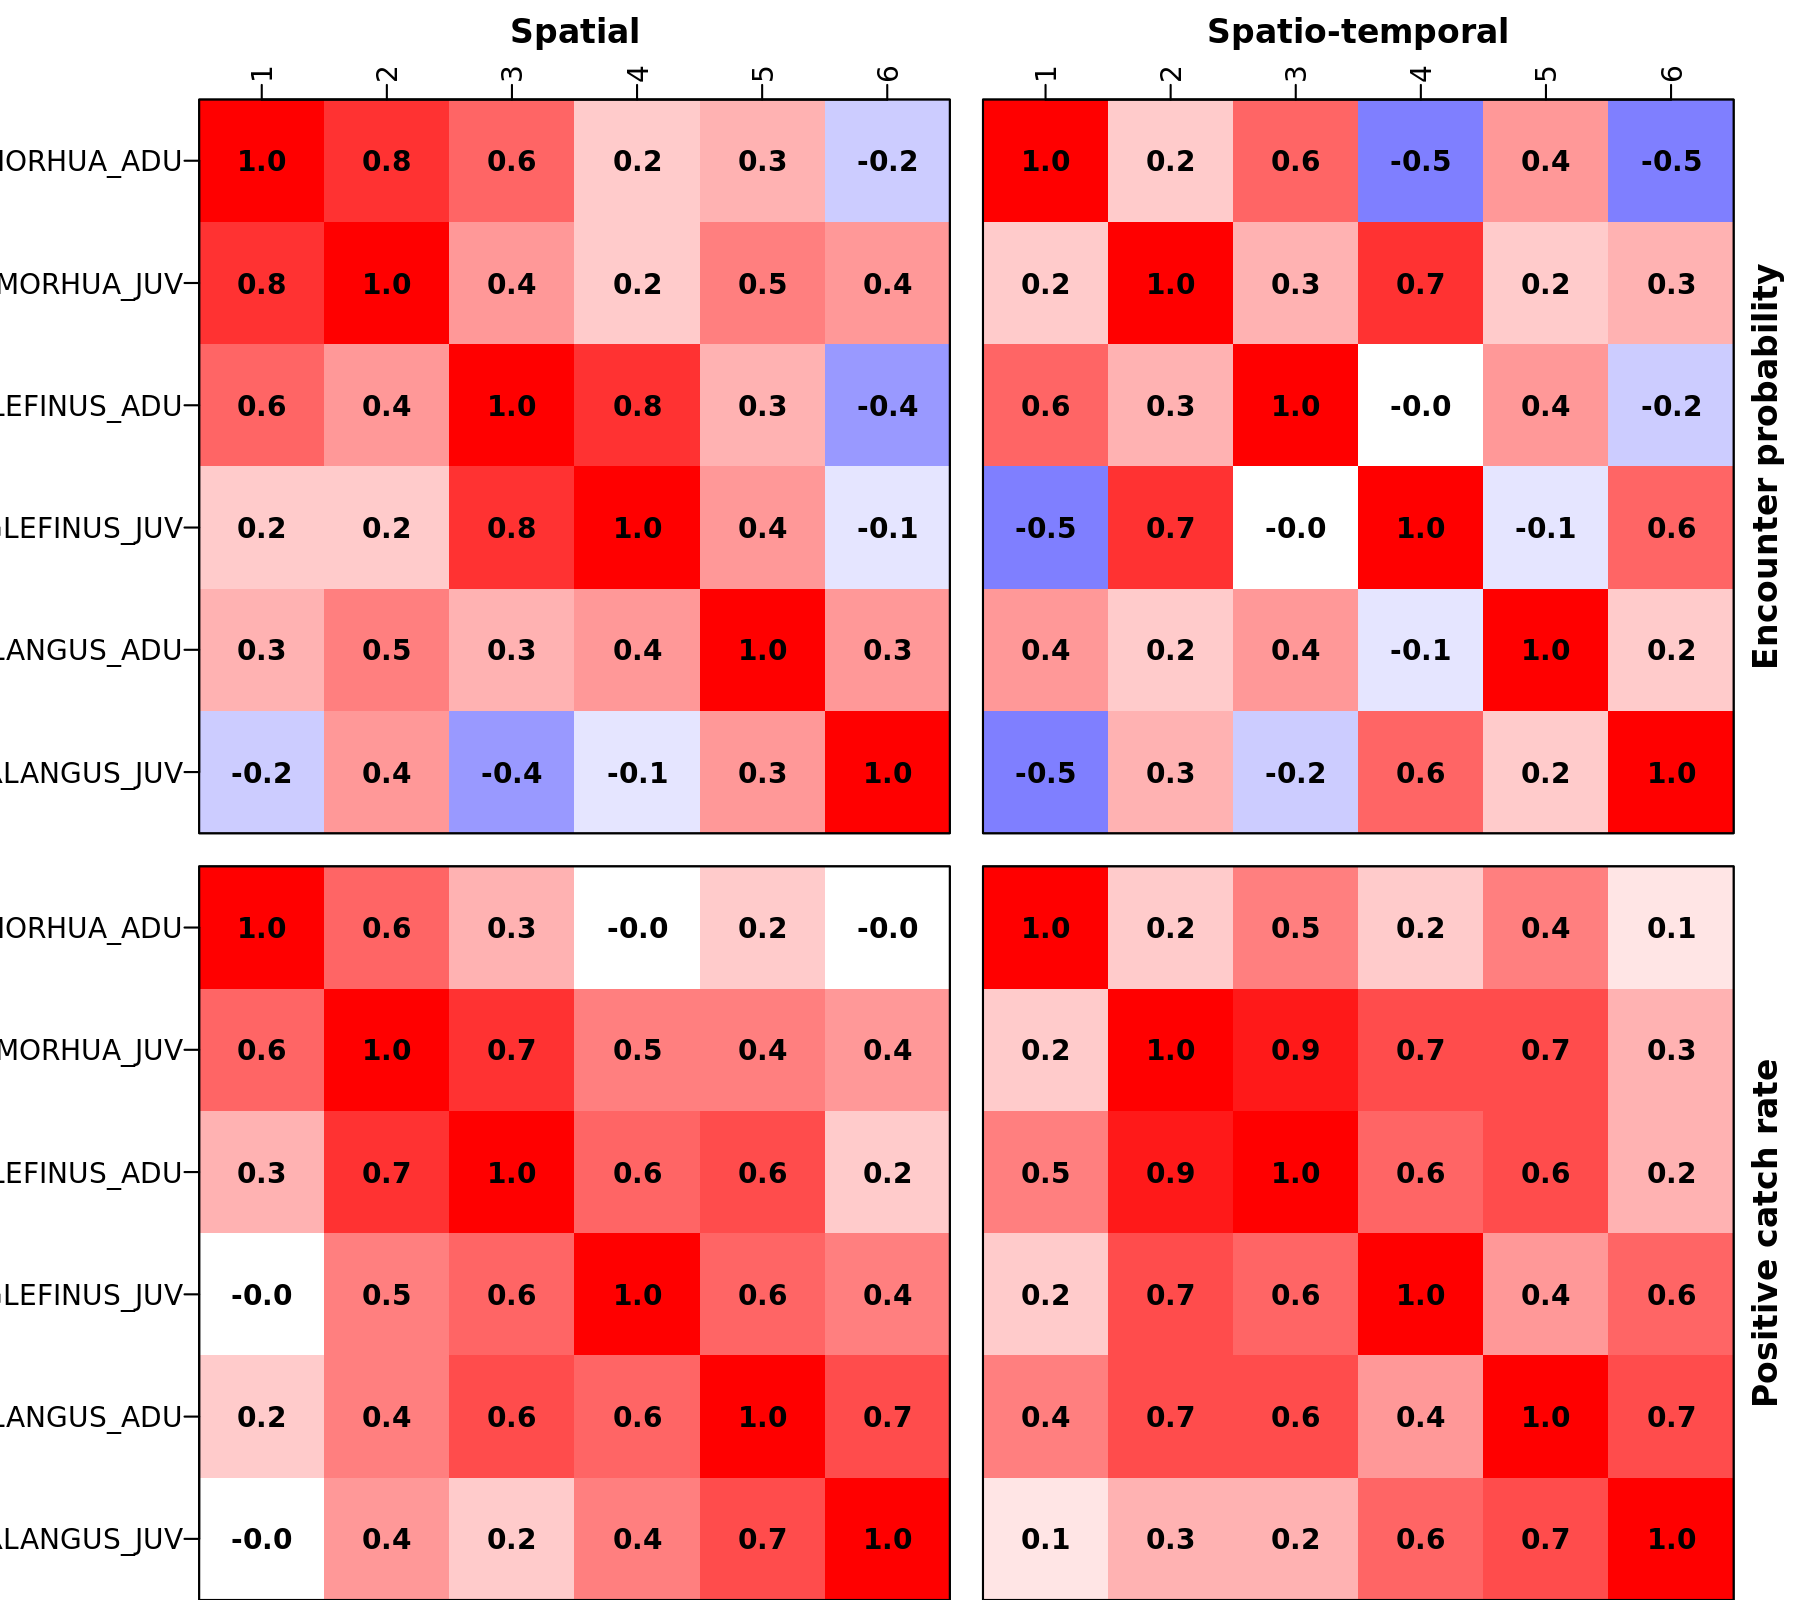 Spatial Spatio-temporal
1 2 3 4 5 6 1 2 3 4 5 6
ORHUA_ADU 1.0 0.8 0.6 0.2 0.3 -0.2 1.0 0.2 0.6 -0.5 0.4 -0.5
MORHUA_JUV 0.8 1.0 0.4 0.2 0.5 0.4 0.2 1.0 0.3 0.7 0.2 0.3
LEFINUS_ADU 0.6 0.4 1.0 0.8 0.3 -0.4 0.6 0.3 1.0 -0.0 0.4 -0.2
LEFINUS_JUV 0.2 0.2 0.8 1.0 0.4 -0.1 -0.5 0.7 -0.0 1.0 -0.1 0.6
LANGUS_ADU 0.3 0.5 0.3 0.4 1.0 0.3 0.4 0.2 0.4 -0.1 1.0 0.2
LANGUS_JUV -0.2 0.4 -0.4 -0.1 0.3 1.0 -0.5 0.3 -0.2 0.6 0.2 1.0
Encounter probability
ORHUA_ADU 1.0 0.6 0.3 -0.0 0.2 -0.0 1.0 0.2 0.5 0.2 0.4 0.1
MORHUA_JUV 0.6 1.0 0.7 0.5 0.4 0.4 0.2 1.0 0.9 0.7 0.7 0.3
LEFINUS_ADU 0.3 0.7 1.0 0.6 0.6 0.2 0.5 0.9 1.0 0.6 0.6 0.2
LEFINUS_JUV -0.0 0.5 0.6 1.0 0.6 0.4 0.2 0.7 0.6 1.0 0.4 0.6
LANGUS_ADU 0.2 0.4 0.6 0.6 1.0 0.7 0.4 0.7 0.6 0.4 1.0 0.7
LANGUS_JUV -0.0 0.4 0.2 0.4 0.7 1.0 0.1 0.3 0.2 0.6 0.7 1.0
Positive catch rate